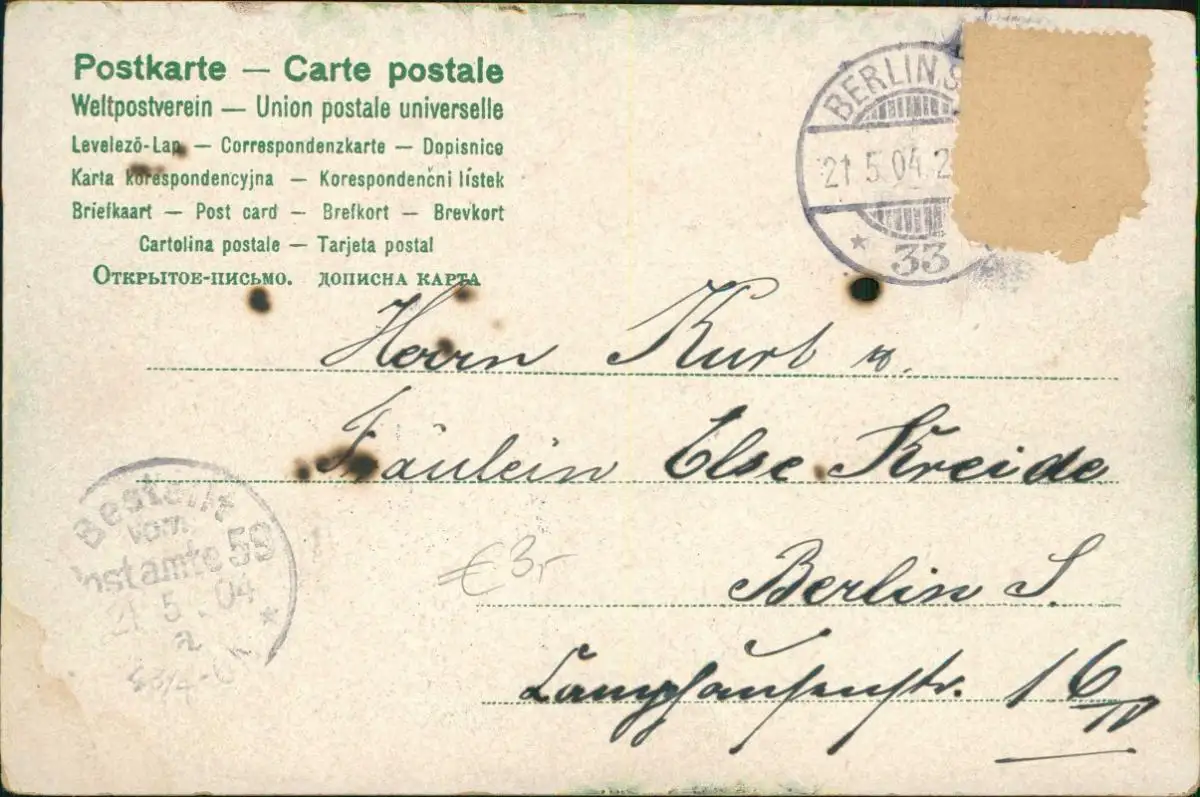 Postkarte — Carte postale
Weltpostverein — Union postale universelle
Levelező-Lap — Correspondenzkarte — Dopisnice
Karta korespondencyjna — Korespondenčni lístek
Briefkaart — Post card — Brefkort — Brevkort
Cartolina postale — Tarjeta postal
Открытое-письмо. дописна карта
BERLIN, S
21.5.04.2
* 33
Herrn Kurt u.
Fräulein Else Kreide
Berlin S.
16
Bestellt
vom
Postamte 59
21.5.04
a *
€ 3,-